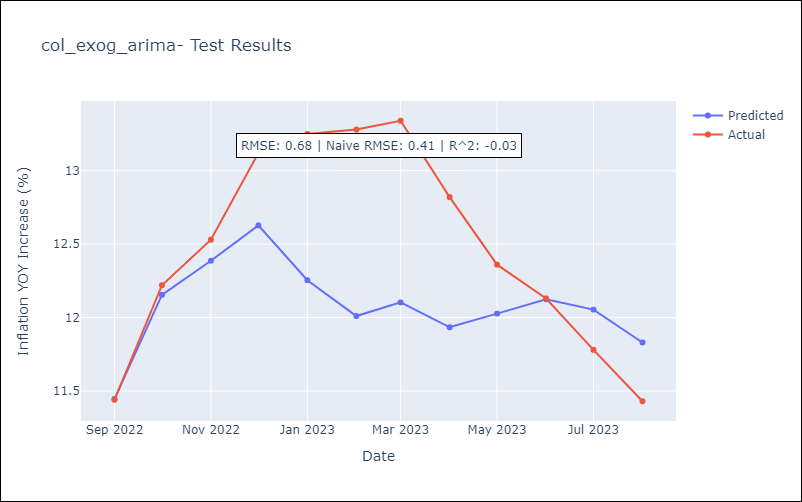 col_exog_arima- Test Results
Predicted
Actual
RMSE: 0.68 | Naive RMSE: 0.41 | R^2: -0.03
Inflation YOY Increase (%)
13
12.5
12
11.5
Sep 2022
Nov 2022
Jan 2023
Mar 2023
May 2023
Jul 2023
Date